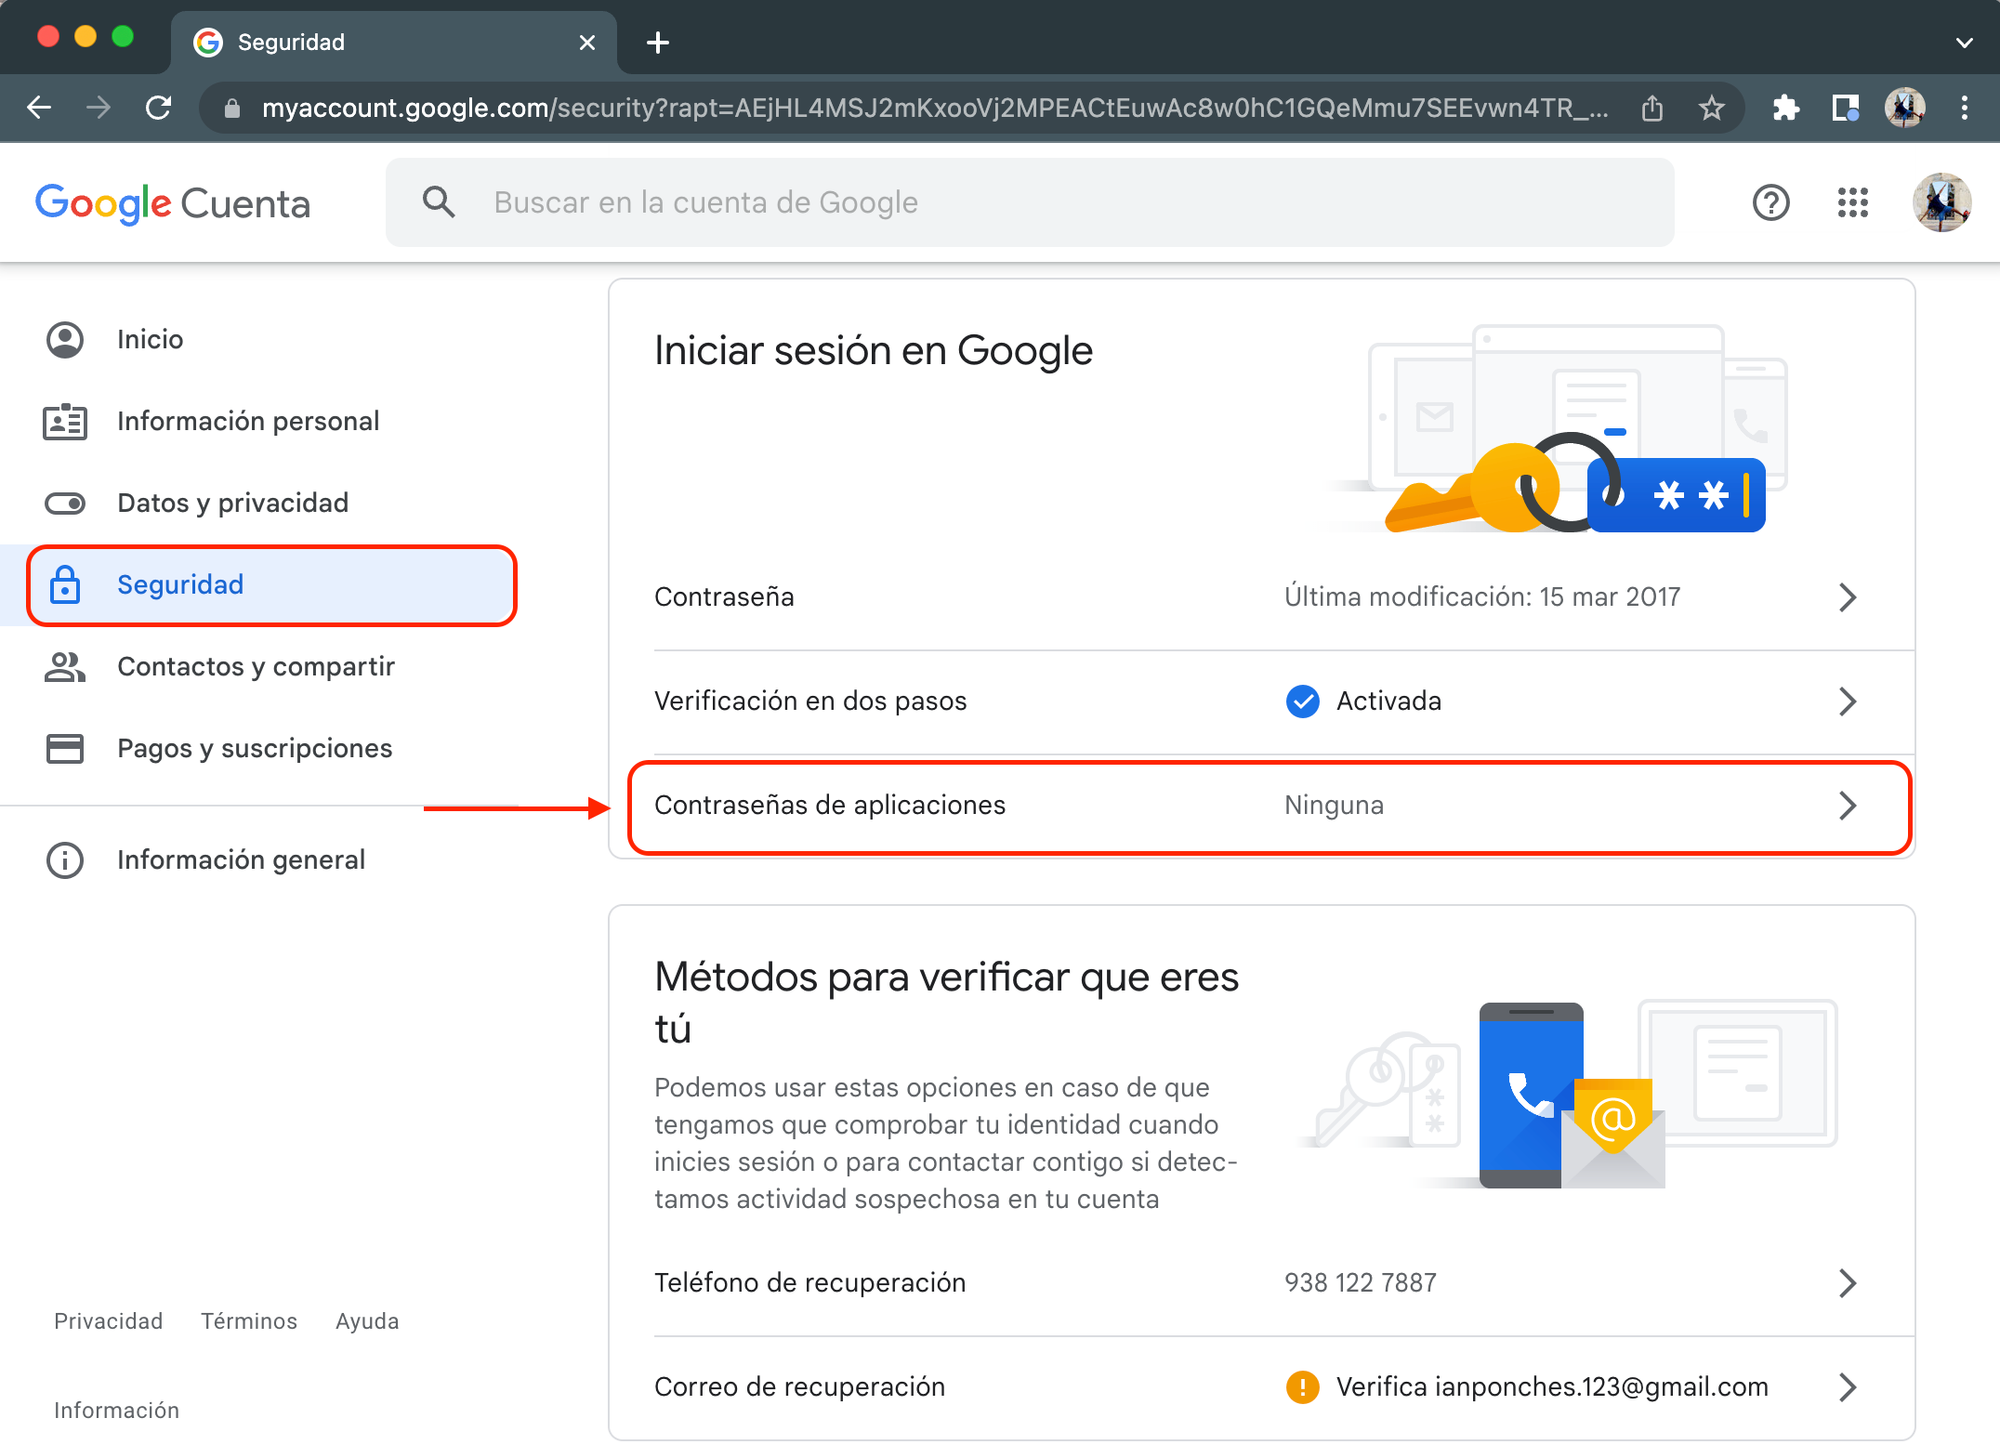 Seguridad
myaccount.google.com/security?rapt=AEjHL4MSJ2mKxooVj2MPEACtEuwAc8w0hC1GQeMmu7SEEvwn4TR_...
Google Cuenta
Buscar en la cuenta de Google
Inicio
Información personal
Datos y privacidad
Seguridad
Contactos y compartir
Pagos y suscripciones
Información general
Privacidad Términos Ayuda
Información
Iniciar sesión en Google
Contraseña Última modificación: 15 mar 2017
Verificación en dos pasos Activada
Contraseñas de aplicaciones Ninguna
Métodos para verificar que eres
tú
Podemos usar estas opciones en caso de que
tengamos que comprobar tu identidad cuando
inicies sesión o para contactar contigo si detec-
tamos actividad sospechosa en tu cuenta
Teléfono de recuperación 938 122 7887
Correo de recuperación Verifica ianponches.123@gmail.com